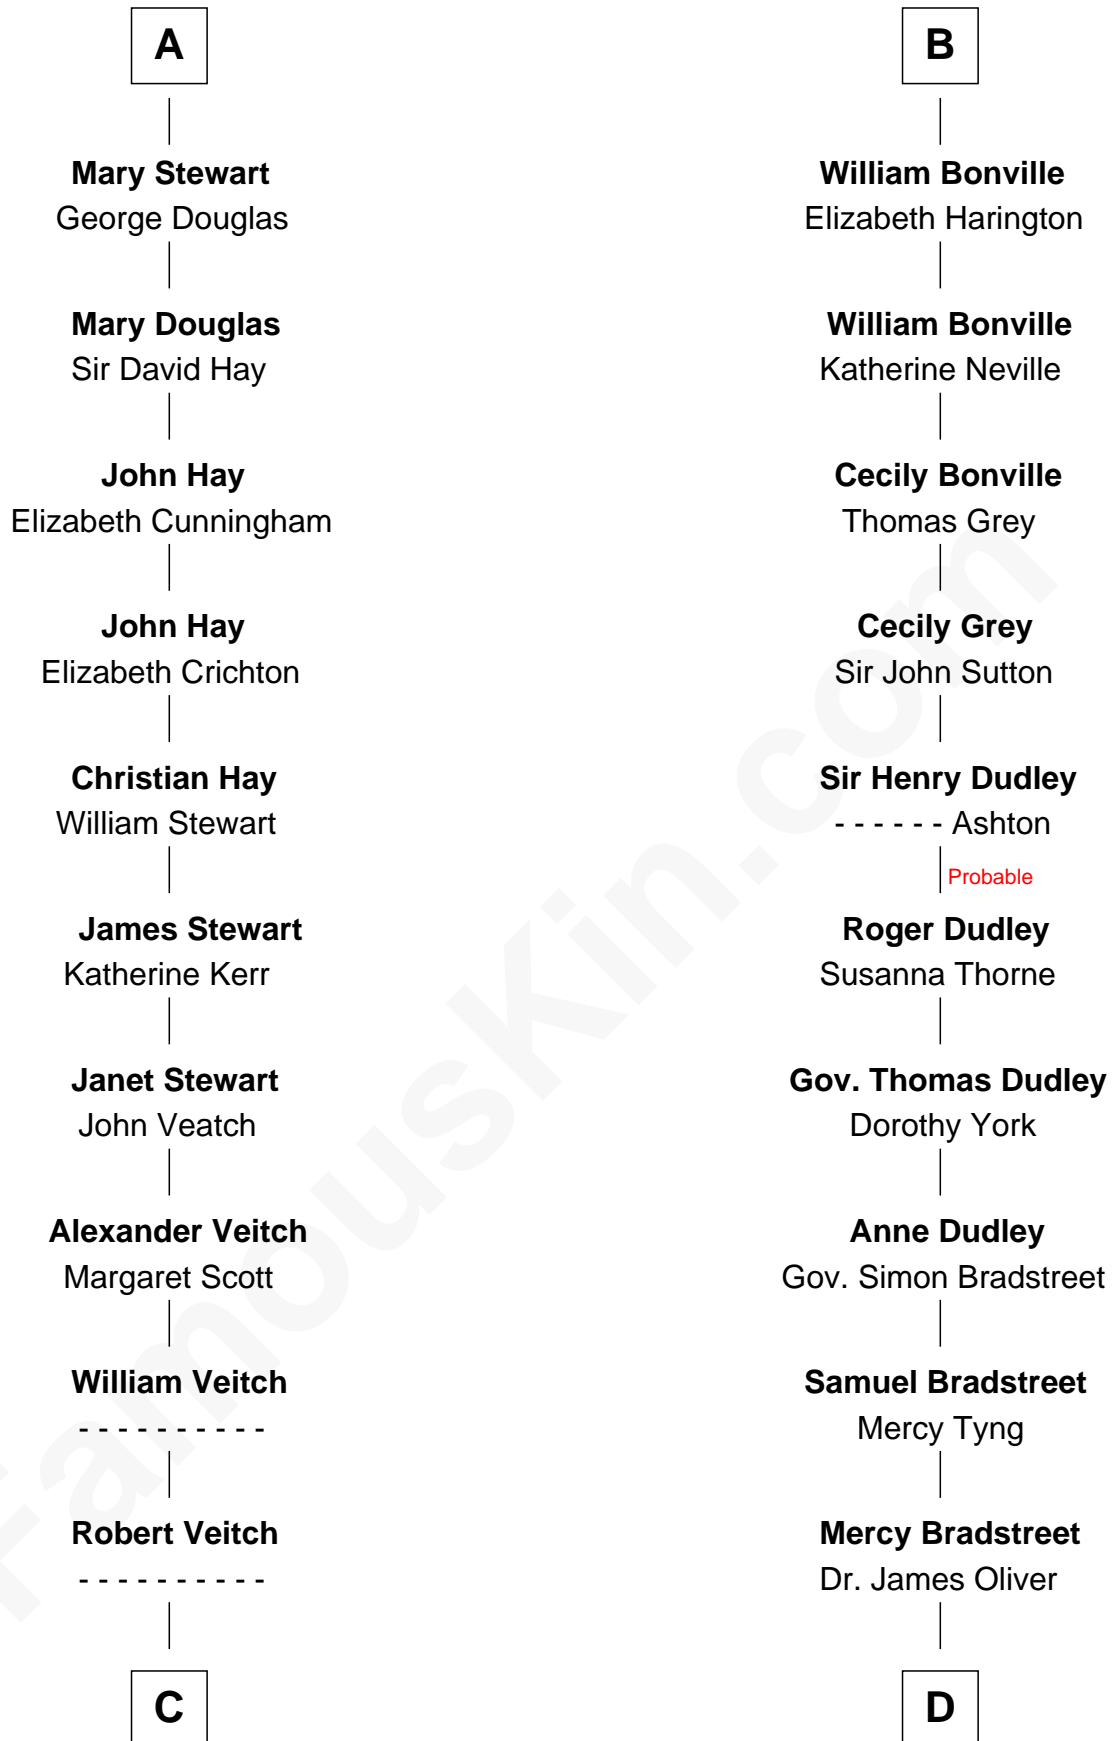 A
Mary Stewart
George Douglas
Mary Douglas
Sir David Hay
John Hay
Elizabeth Cunningham
John Hay
Elizabeth Crichton
Christian Hay
William Stewart
James Stewart
Katherine Kerr
Janet Stewart
John Veatch
Alexander Veitch
Margaret Scott
William Veitch
- - - - - - - - - -
Robert Veitch
- - - - - - - - - -
C
B
William Bonville
Elizabeth Harington
William Bonville
Katherine Neville
Cecily Bonville
Thomas Grey
Cecily Grey
Sir John Sutton
Sir Henry Dudley
- - - - - - Ashton
Probable
Roger Dudley
Susanna Thorne
Gov. Thomas Dudley
Dorothy York
Anne Dudley
Gov. Simon Bradstreet
Samuel Bradstreet
Mercy Tyng
Mercy Bradstreet
Dr. James Oliver
D
FamousKin.com